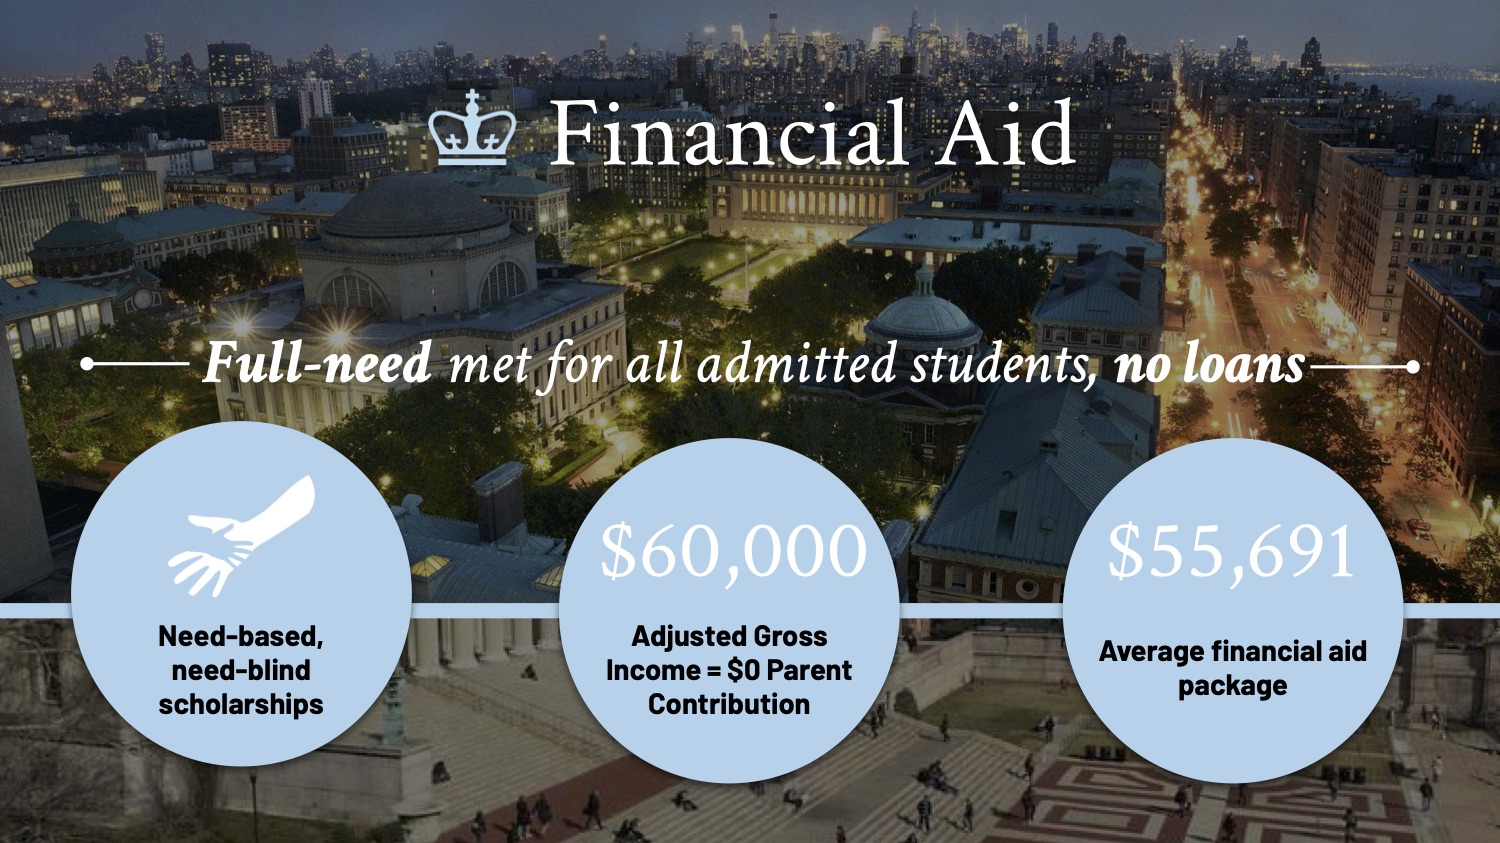 Financial Aid
Full-need met for all admitted students, no loans
Need-based,
need-blind
scholarships
$60,000
Adjusted Gross
Income = $0 Parent
Contribution
$55,691
Average financial aid
package